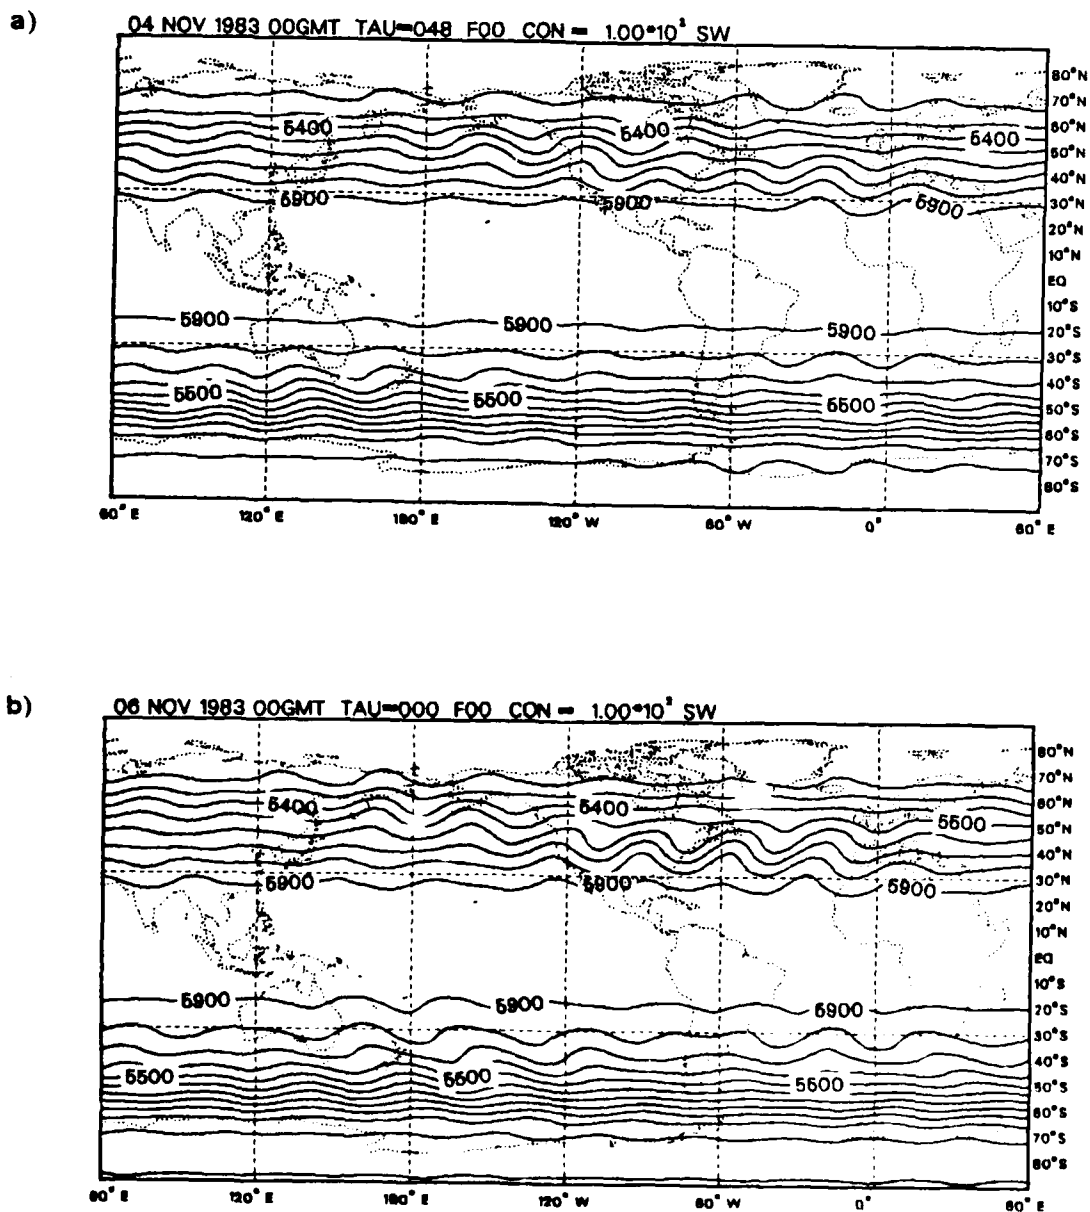 a)
04 NOV 1983 00GMT TAU=048 F00 CON = 1.00*10² SW
80°N
70°N
5400
5400
60°N
5400
50°N
40°N
5900
5900
5900
30°N
20°N
10°N
EQ
10°S
5900
5900
5900
20°S
30°S
40°S
5500
5500
5500
50°S
60°S
70°S
80°S
60° E
120° E
180° E
120° W
60° W
0°
60° E
b)
06 NOV 1983 00GMT TAU=000 F00 CON = 1.00*10² SW
80°N
70°N
5400
5400
60°N
5500
50°N
40°N
5900
5900
5900
30°N
20°N
10°N
EQ
10°S
5900
5900
5900
20°S
30°S
40°S
5500
5500
5500
50°S
60°S
70°S
80°S
60° E
120° E
180° E
120° W
60° W
0°
60° E